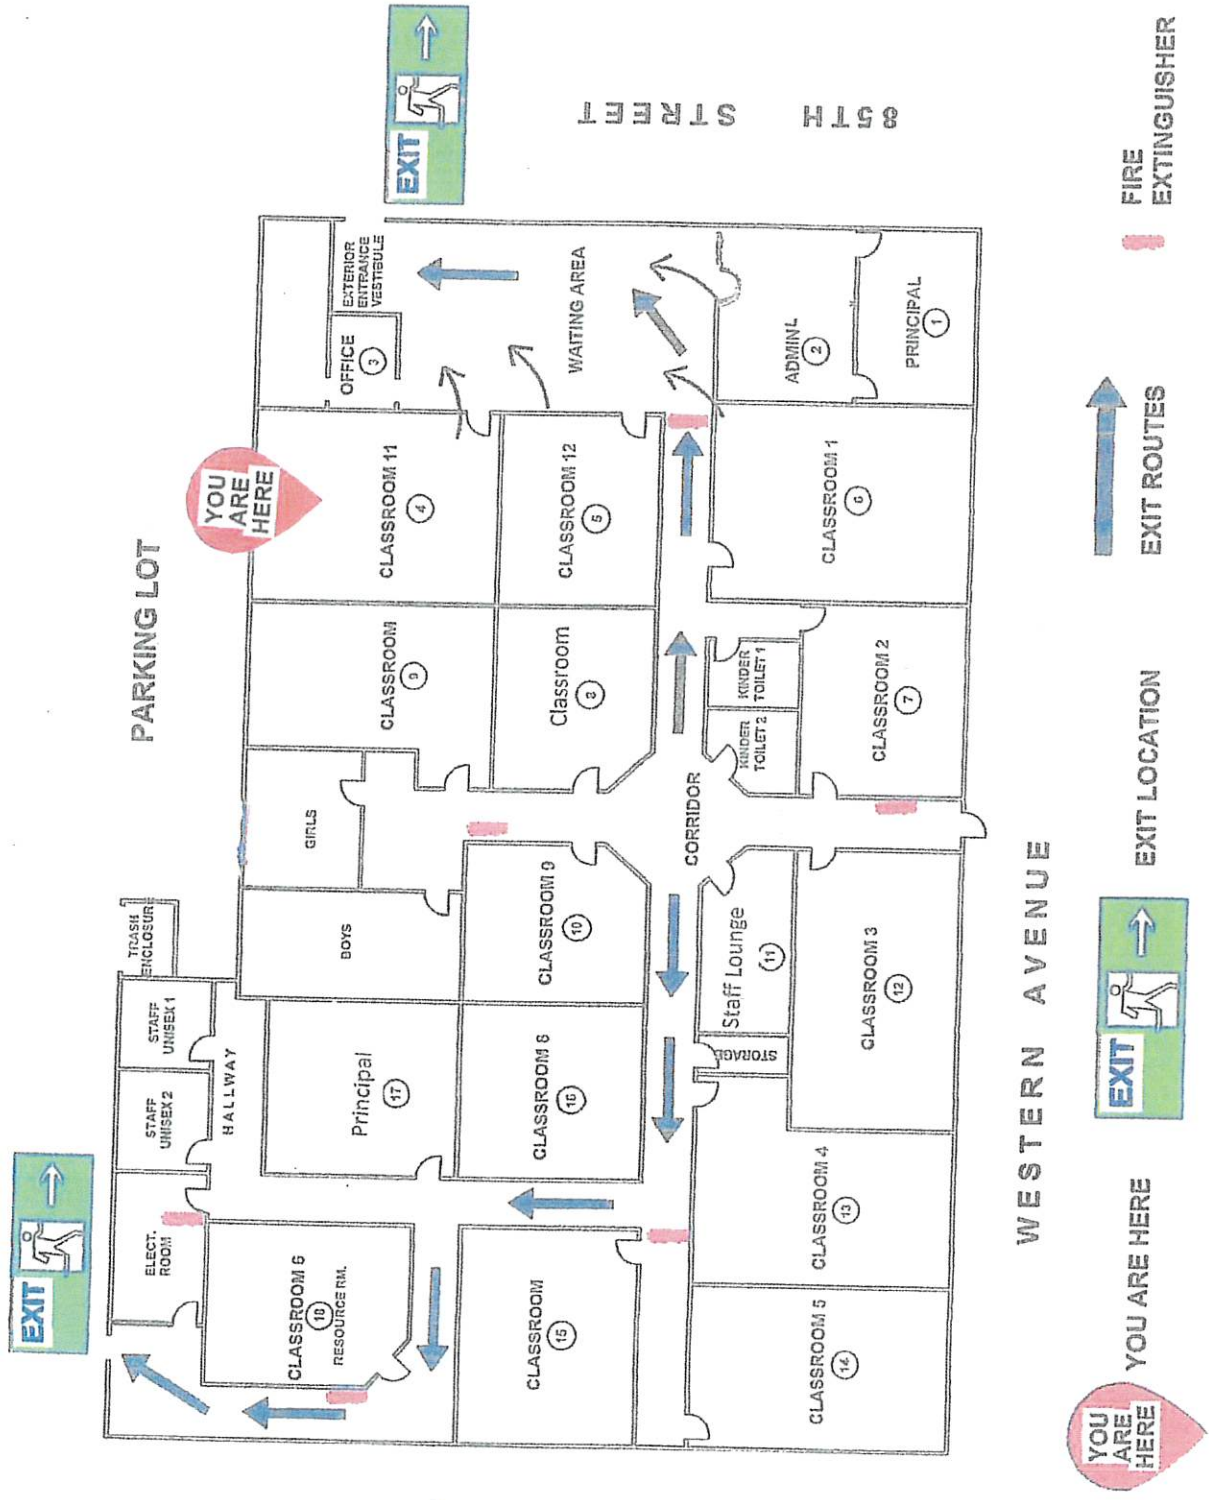 EXIT
PARKING LOT
TRASH
ENCLOSURE
STAFF
UNISEX 1
STAFF
UNISEX 2
ELECT.
ROOM
HALLWAY
YOU
ARE
HERE
CLASSROOM 6
18
RESOURCE RM.
Principal
17
BOYS
GIRLS
CLASSROOM
9
CLASSROOM 11
4
OFFICE
3
EXTERIOR
ENTRANCE
VESTIBULE
EXIT
CLASSROOM
15
CLASSROOM 8
16
CLASSROOM 9
10
Classroom
8
CLASSROOM 12
5
WAITING AREA
85TH STREET
CORRIDOR
STORAGE
Staff Lounge
11
KINDER
TOILET 2
KINDER
TOILET 1
CLASSROOM 5
14
CLASSROOM 4
13
CLASSROOM 3
12
CLASSROOM 2
7
CLASSROOM 1
6
ADMINL
2
PRINCIPAL
1
WESTERN AVENUE
YOU
ARE
HERE
YOU ARE HERE
EXIT
EXIT LOCATION
EXIT ROUTES
FIRE
EXTINGUISHER